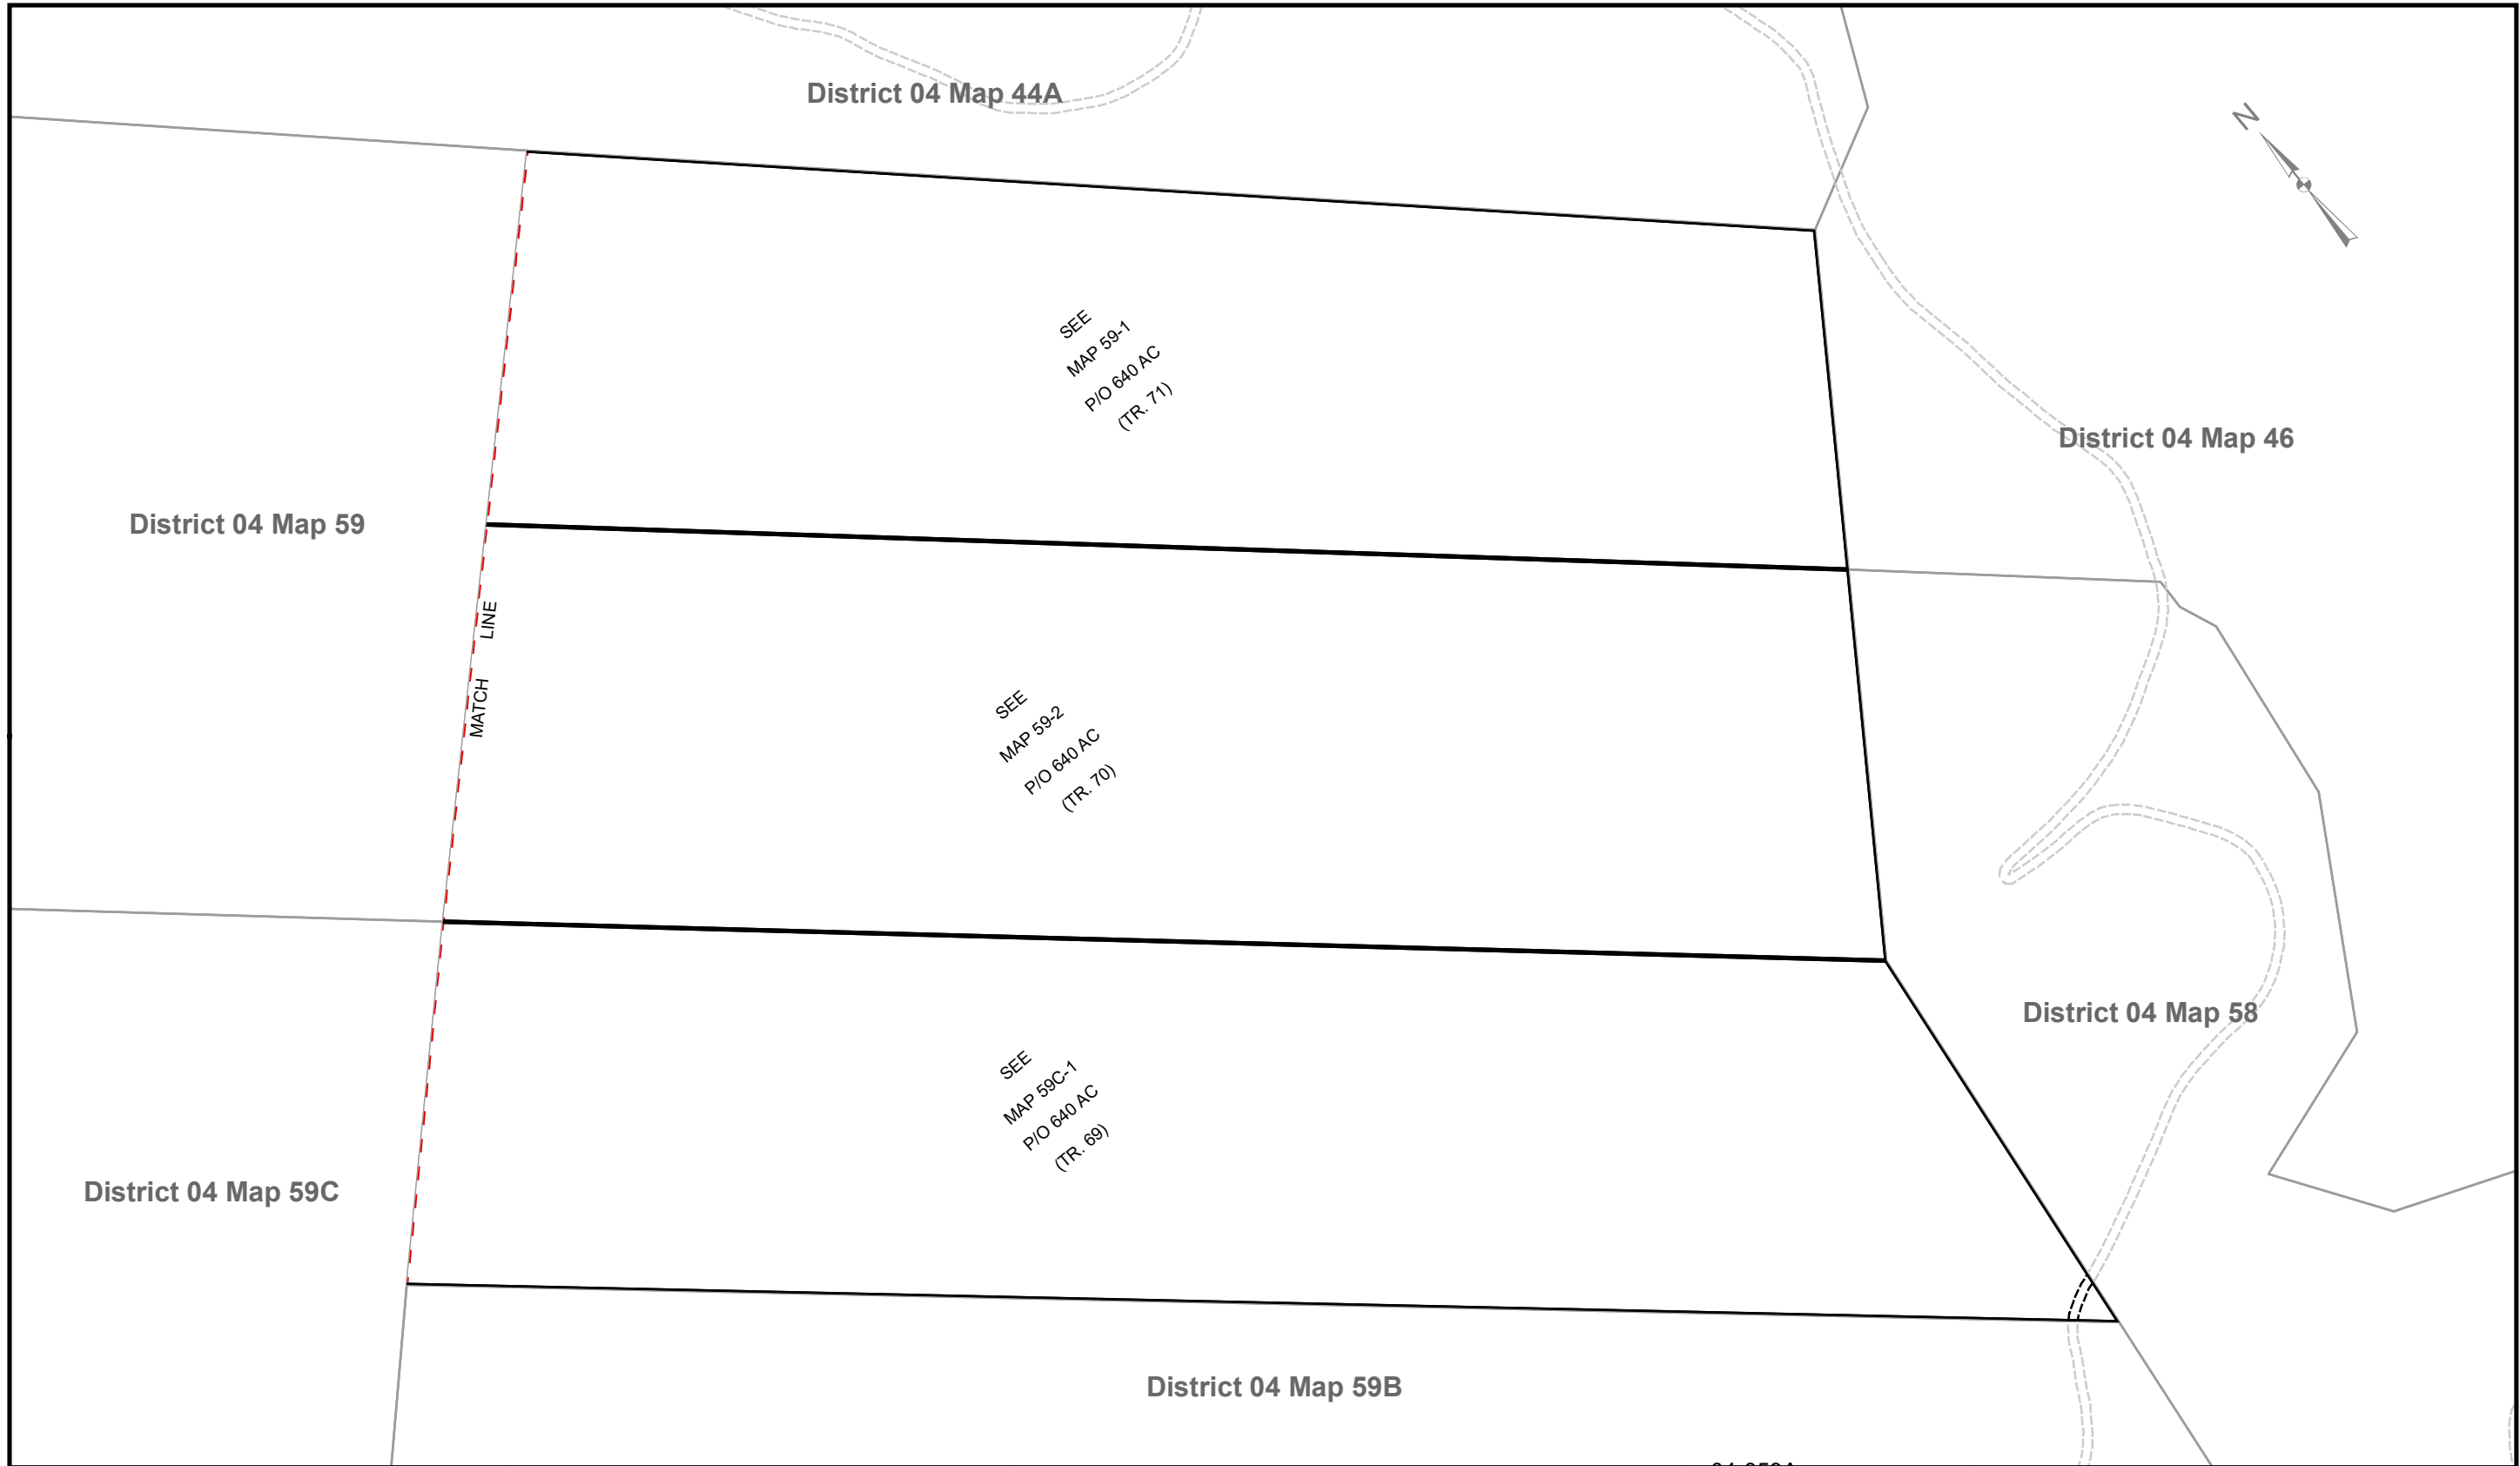 District 04 Map 44A
N
SEE
MAP 59-1
P/O 640 AC
(TR. 71)
District 04 Map 46
District 04 Map 59
MATCH LINE
SEE
MAP 59-2
P/O 640 AC
(TR. 70)
District 04 Map 58
SEE
MAP 59C-1
P/O 640 AC
(TR. 69)
District 04 Map 59C
District 04 Map 59B